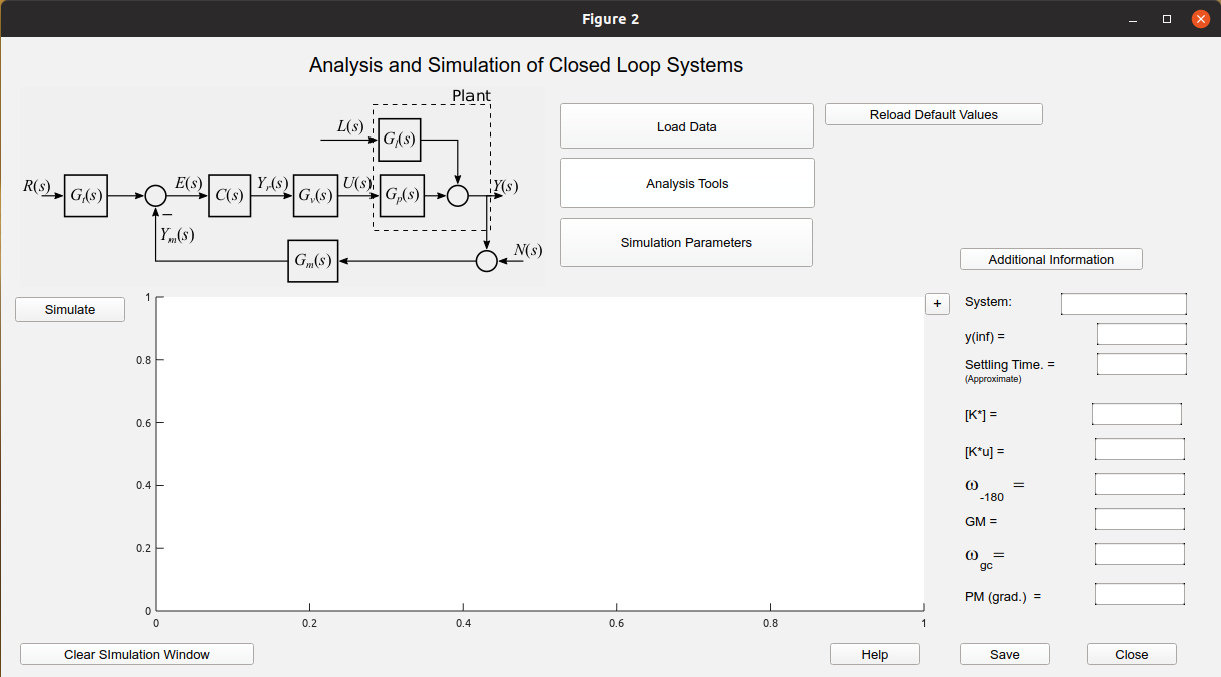 Figure 2
Analysis and Simulation of Closed Loop Systems
Plant
L(s)
G_l(s)
R(s)
G_t(s)
E(s)
C(s)
Y_r(s)
G_v(s)
U(s)
G_p(s)
Y(s)
−
Y_m(s)
G_m(s)
N(s)
Load Data
Reload Default Values
Analysis Tools
Simulation Parameters
Additional Information
Simulate
+
1
0.8
0.6
0.4
0.2
0
0 0.2 0.4 0.6 0.8 1
System:
y(inf) =
Settling Time. =
(Approximate)
[K*] =
[K*u] =
ω_-180 =
GM =
ω_gc =
PM (grad.) =
Clear SImulation Window
Help
Save
Close